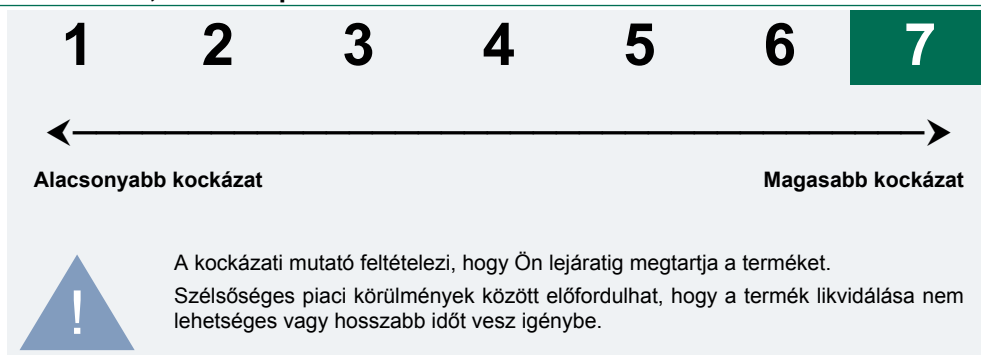 1 2 3 4 5 6 7
Alacsonyabb kockázat Magasabb kockázat
A kockázati mutató feltételezi, hogy Ön lejáratig megtartja a terméket.
Szélsőséges piaci körülmények között előfordulhat, hogy a termék likvidálása nem
lehetséges vagy hosszabb időt vesz igénybe.
!